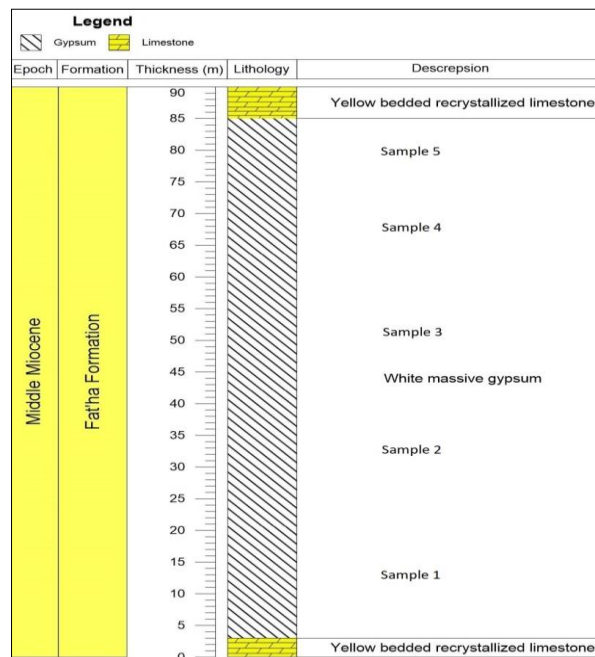 Legend
Gypsum Limestone
Epoch Formation Thickness (m) Lithology Descrepsion
90
Yellow bedded recrystallized limestone
85
80 Sample 5
75
70
Sample 4
65
60
55
50 Sample 3
45 White massive gypsum
40
35
Sample 2
30
25
20
15
Sample 1
10
5
Yellow bedded recrystallized limestone
0
Middle Miocene
Fat'ha Formation